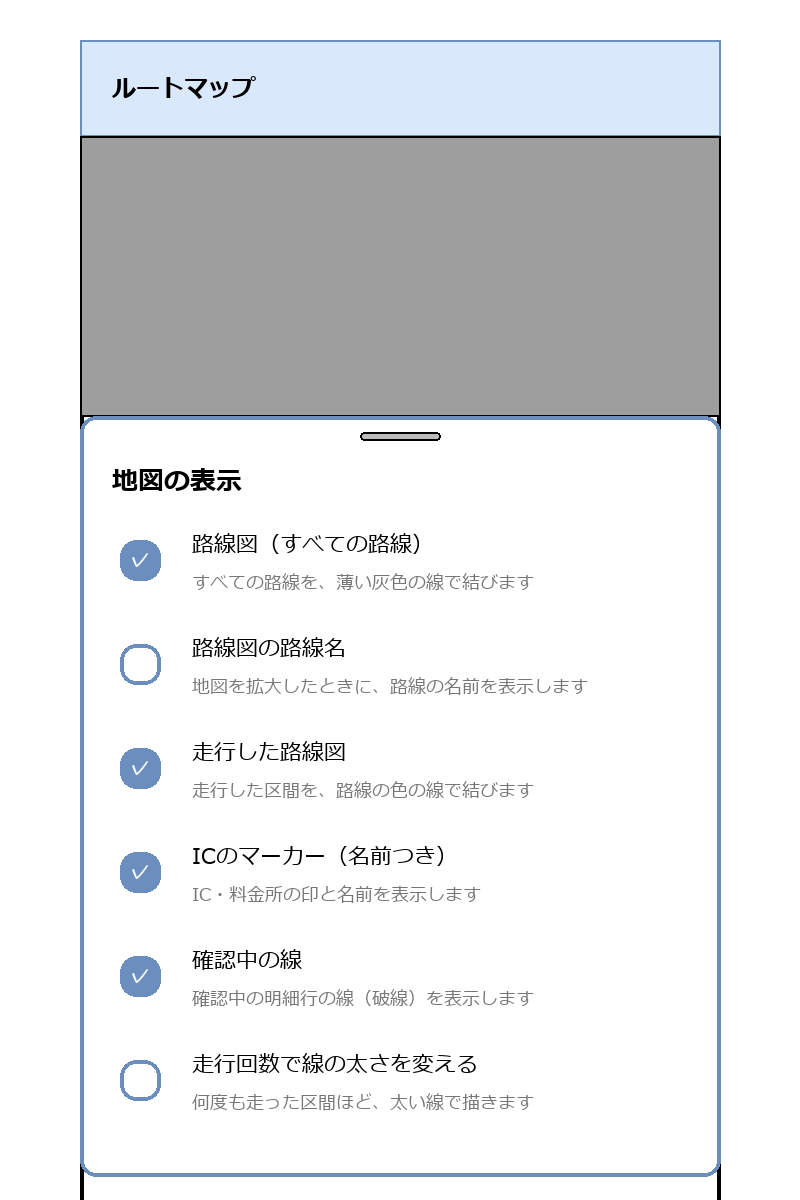 ルートマップ
地図の表示
路線図（すべての路線）
すべての路線を、薄い灰色の線で結びます
路線図の路線名
地図を拡大したときに、路線の名前を表示します
走行した路線図
走行した区間を、路線の色の線で結びます
ICのマーカー（名前つき）
IC・料金所の印と名前を表示します
確認中の線
確認中の明細行の線（破線）を表示します
走行回数で線の太さを変える
何度も走った区間ほど、太い線で描きます